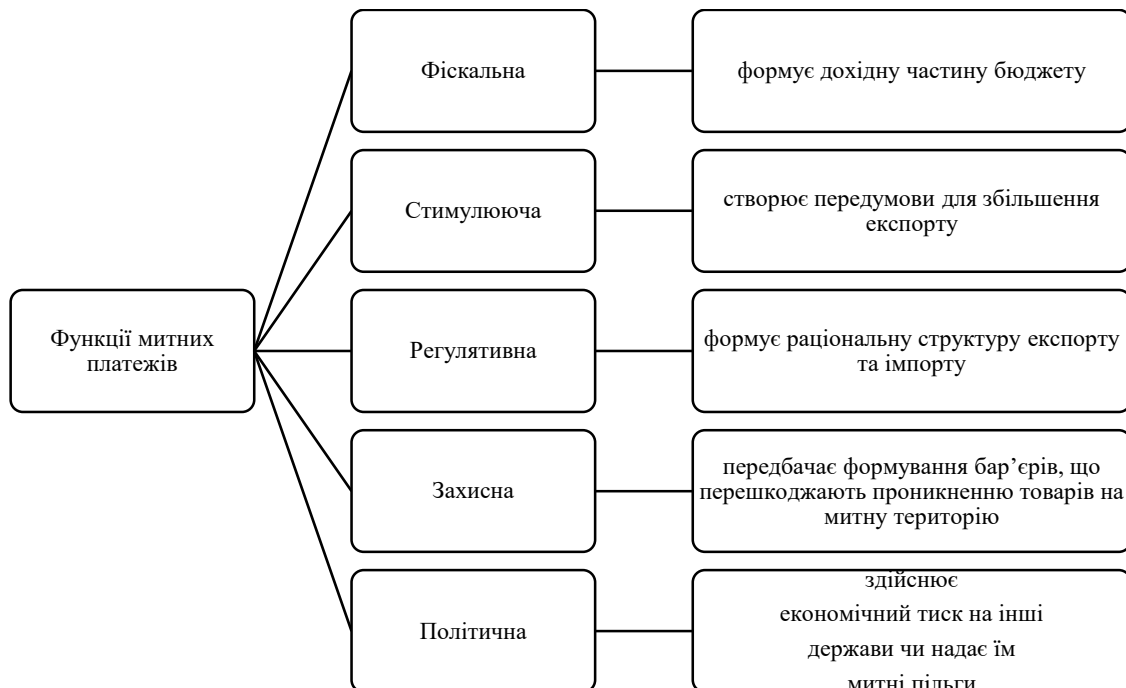 Фіскальна
формує дохідну частину бюджету
Стимулююча
створює передумови для збільшення
експорту
Функції митних
платежів
Регулятивна
формує раціональну структуру експорту
та імпорту
Захисна
передбачає формування бар’єрів, що
перешкоджають проникненню товарів на
митну територію
Політична
здійснює
економічний тиск на інші
держави чи надає їм
митні пільги